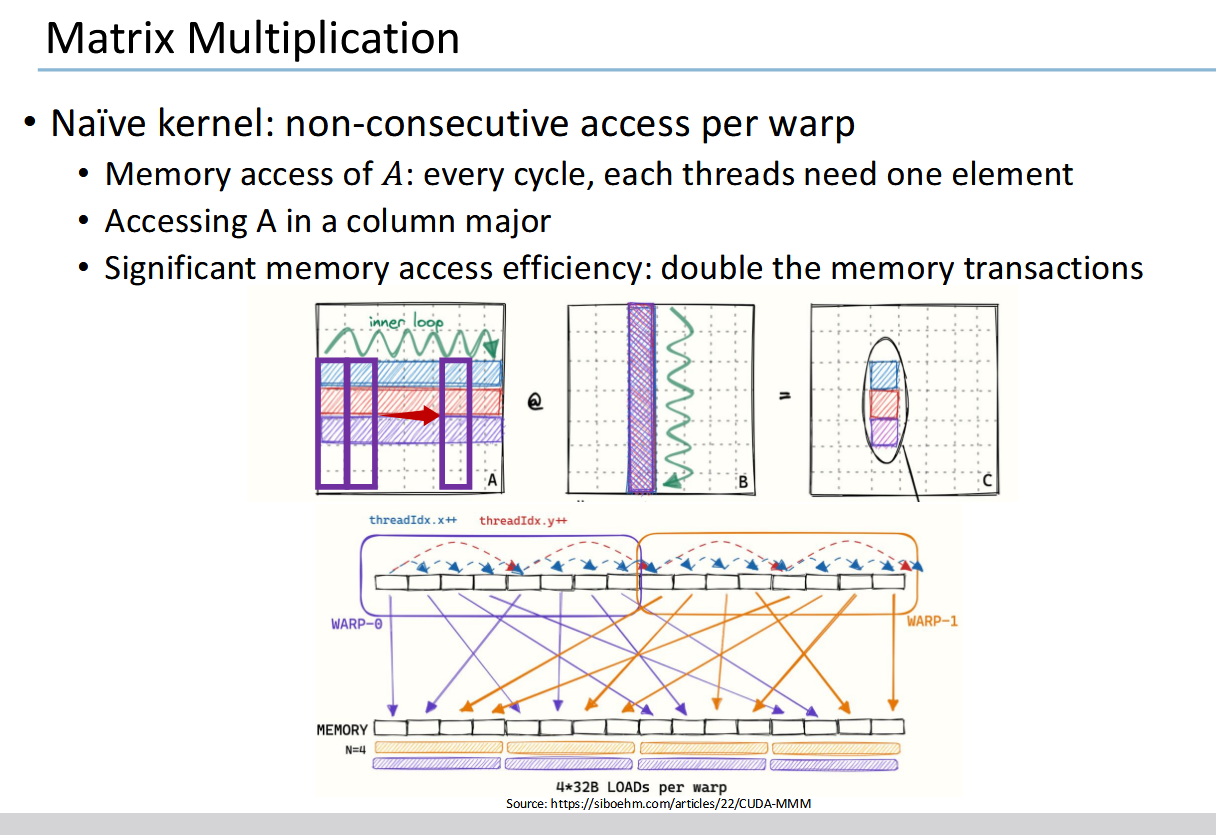 Matrix Multiplication
• Naïve kernel: non-consecutive access per warp
• Memory access of A: every cycle, each threads need one element
• Accessing A in a column major
• Significant memory access efficiency: double the memory transactions
inner loop
A
@
B
=
C
threadIdx.x++ threadIdx.y++
WARP-0
WARP-1
MEMORY
N=4
4*32B LOADs per warp
Source: https://siboehm.com/articles/22/CUDA-MMM